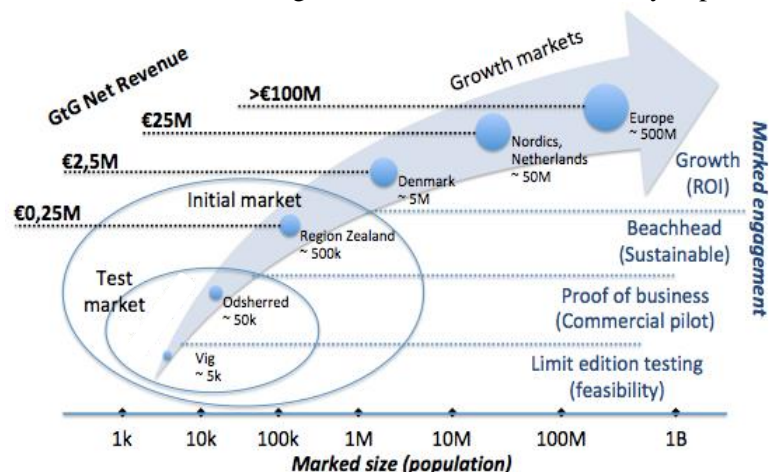 Growth markets
GtG Net Revenue
>€100M
€25M
€2,5M
€0,25M
Europe
~ 500M
Nordics,
Netherlands
~ 50M
Denmark
~ 5M
Initial market
Region Zealand
~ 500k
Test
market
Odsherred
~ 50k
Vig
~ 5k
Growth
(ROI)
Beachhead
(Sustainable)
Proof of business
(Commercial pilot)
Limit edition testing
(feasibility)
Marked engagement
1k 10k 100k 1M 10M 100M 1B
Marked size (population)